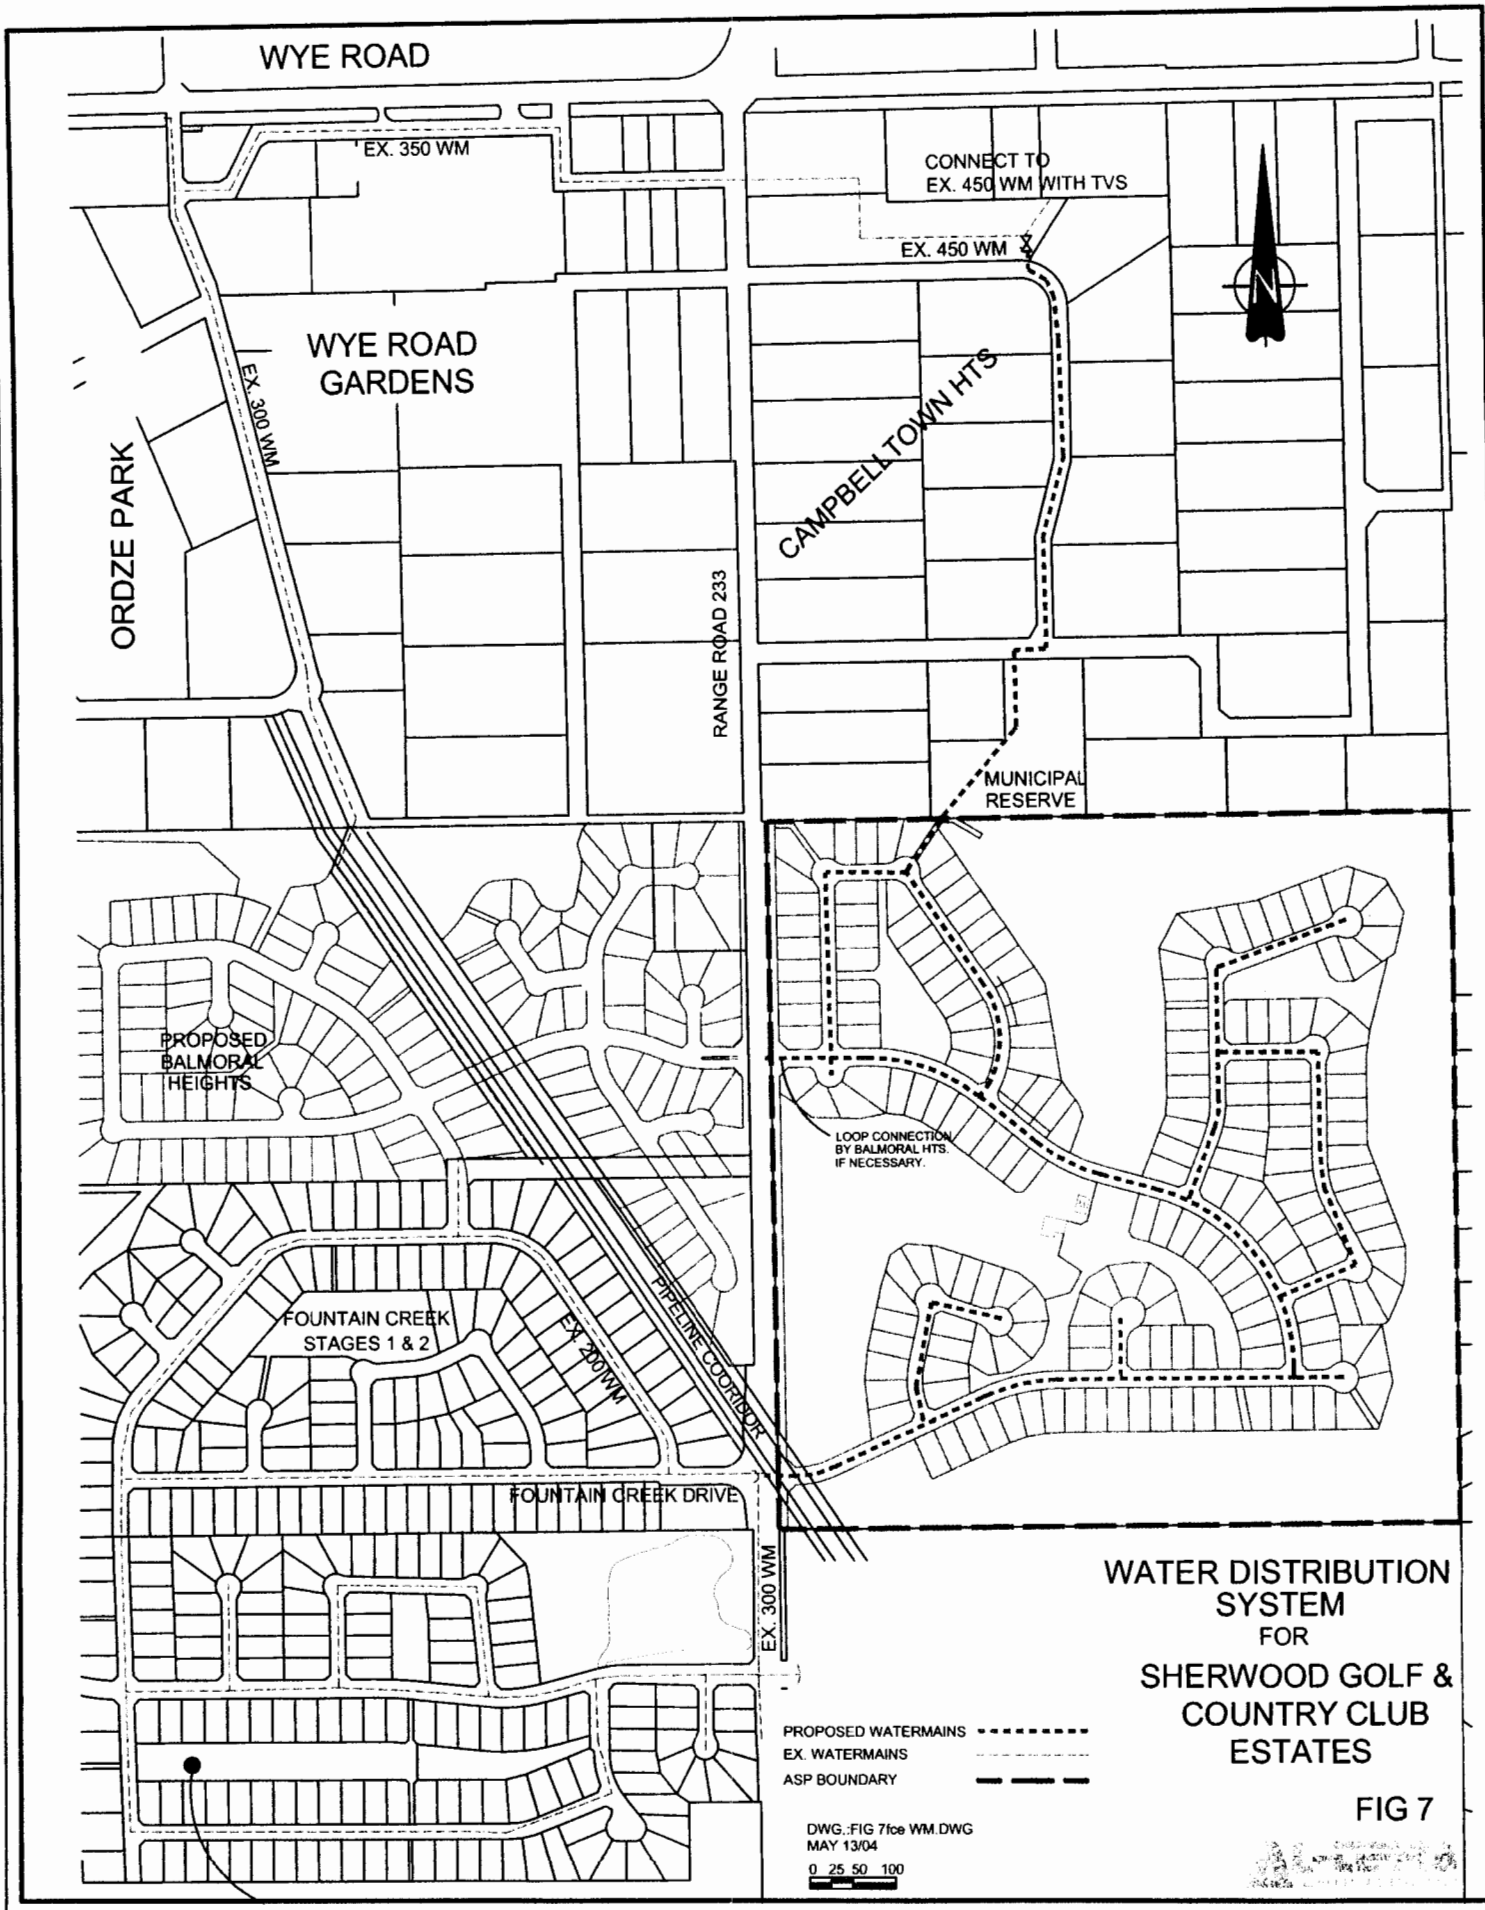 WYE ROAD
EX. 350 WM
CONNECT TO
EX. 450 WM WITH TVS
EX. 450 WM
N
WYE ROAD
GARDENS
EX. 300 WM
CAMPBELLTOWN HTS
ORDZE PARK
RANGE ROAD 233
MUNICIPAL
RESERVE
PROPOSED
BALMORAL
HEIGHTS
LOOP CONNECTION
BY BALMORAL HTS.
IF NECESSARY.
FOUNTAIN CREEK
STAGES 1 & 2
EX. 200 WM
PIPELINE COORIDOR
FOUNTAIN CREEK DRIVE
EX. 300 WM
WATER DISTRIBUTION
SYSTEM
FOR
SHERWOOD GOLF &
COUNTRY CLUB
ESTATES
PROPOSED WATERMAINS
EX. WATERMAINS
ASP BOUNDARY
FIG 7
DWG.:FIG 7fce WM.DWG
MAY 13/04
0 25 50 100